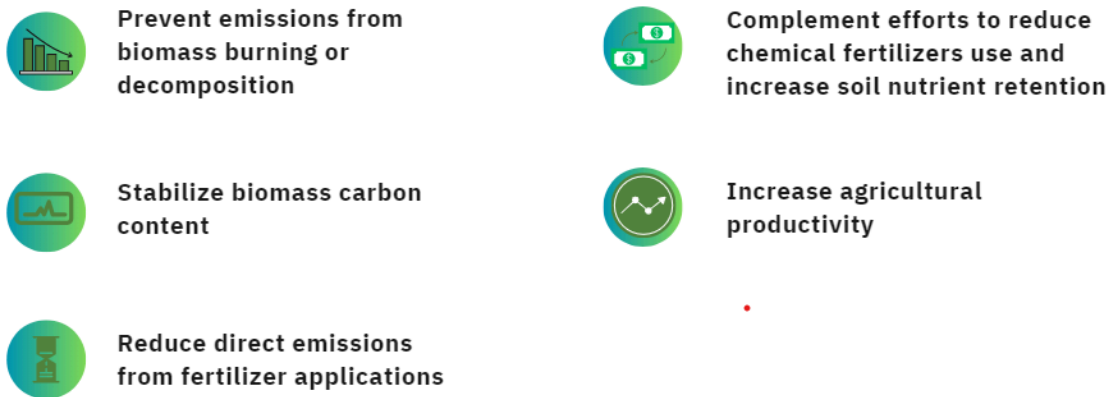 Prevent emissions from
biomass burning or
decomposition
Stabilize biomass carbon
content
Reduce direct emissions
from fertilizer applications
Complement efforts to reduce
chemical fertilizers use and
increase soil nutrient retention
Increase agricultural
productivity